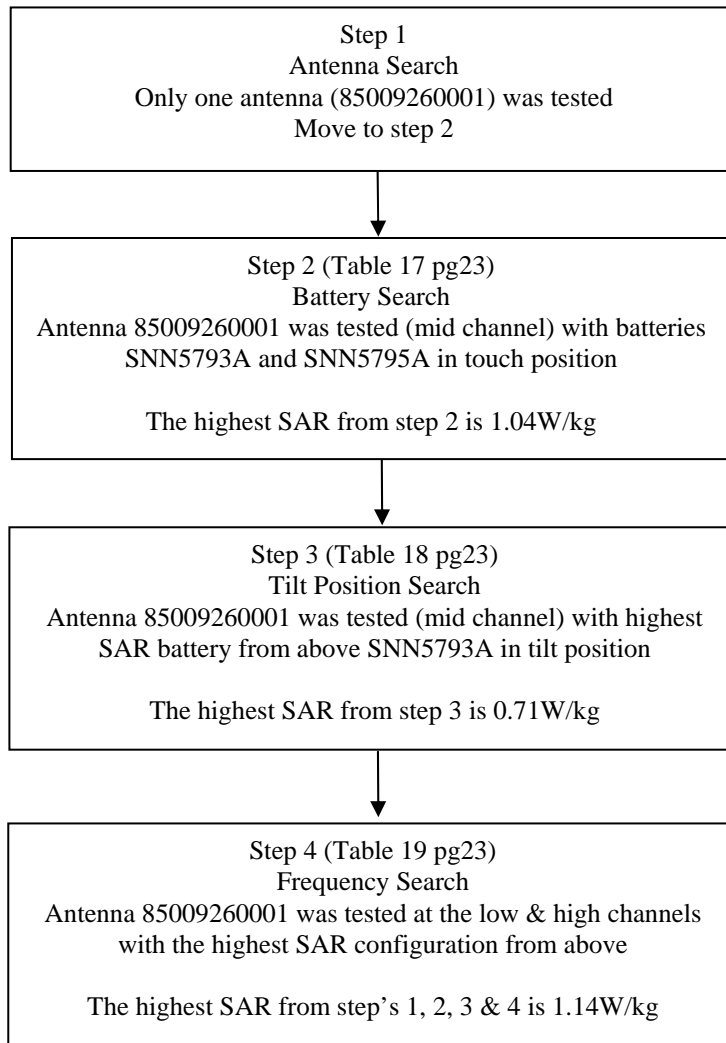 Step 1
Antenna Search
Only one antenna (85009260001) was tested
Move to step 2
Step 2 (Table 17 pg23)
Battery Search
Antenna 85009260001 was tested (mid channel) with batteries
SNN5793A and SNN5795A in touch position
The highest SAR from step 2 is 1.04W/kg
Step 3 (Table 18 pg23)
Tilt Position Search
Antenna 85009260001 was tested (mid channel) with highest
SAR battery from above SNN5793A in tilt position
The highest SAR from step 3 is 0.71W/kg
Step 4 (Table 19 pg23)
Frequency Search
Antenna 85009260001 was tested at the low & high channels
with the highest SAR configuration from above
The highest SAR from step’s 1, 2, 3 & 4 is 1.14W/kg